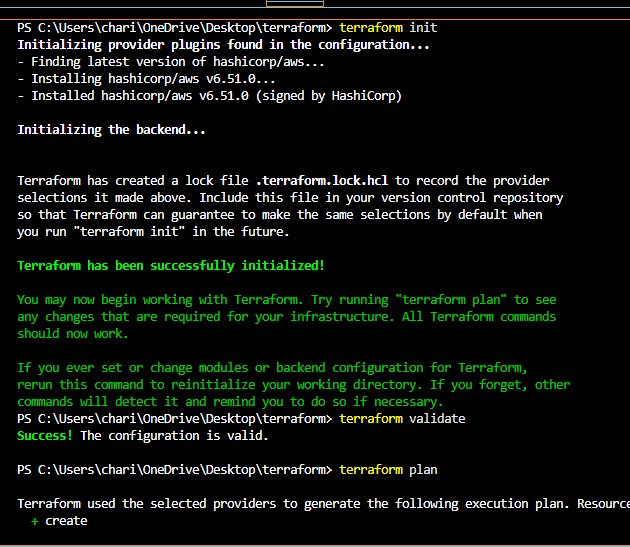 PS C:\Users\chari\OneDrive\Desktop\terraform> terraform init
Initializing provider plugins found in the configuration...
- Finding latest version of hashicorp/aws...
- Installing hashicorp/aws v6.51.0...
- Installed hashicorp/aws v6.51.0 (signed by HashiCorp)
Initializing the backend...
Terraform has created a lock file .terraform.lock.hcl to record the provider
selections it made above. Include this file in your version control repository
so that Terraform can guarantee to make the same selections by default when
you run "terraform init" in the future.
Terraform has been successfully initialized!
You may now begin working with Terraform. Try running "terraform plan" to see
any changes that are required for your infrastructure. All Terraform commands
should now work.
If you ever set or change modules or backend configuration for Terraform,
rerun this command to reinitialize your working directory. If you forget, other
commands will detect it and remind you to do so if necessary.
PS C:\Users\chari\OneDrive\Desktop\terraform> terraform validate
Success! The configuration is valid.
PS C:\Users\chari\OneDrive\Desktop\terraform> terraform plan
Terraform used the selected providers to generate the following execution plan. Resource
+ create